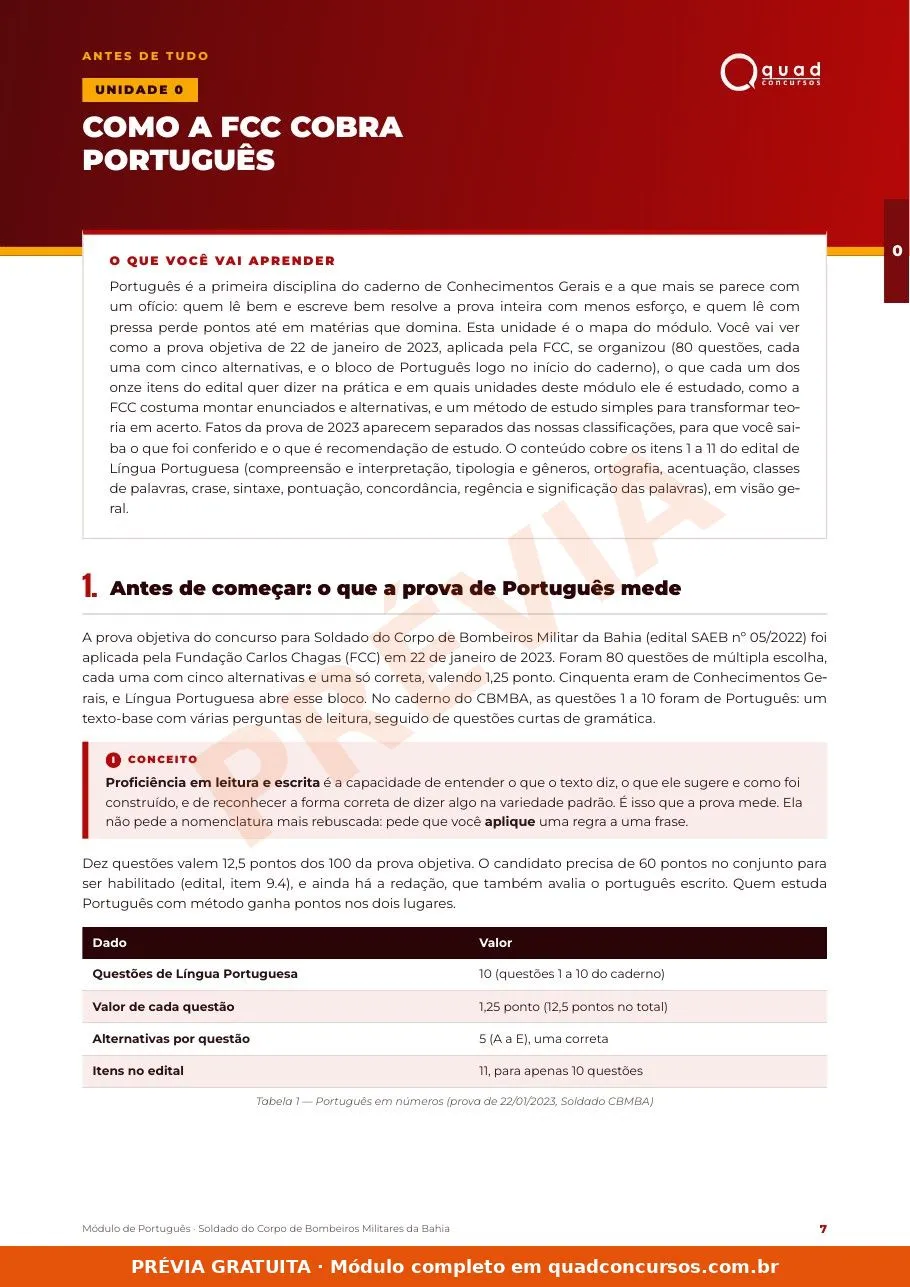 ANTES DE TUDO
UNIDADE 0
quad
concursos
COMO A FCC COBRA
PORTUGUÊS
0
O QUE VOCÊ VAI APRENDER
Português é a primeira disciplina do caderno de Conhecimentos Gerais e a que mais se parece com
um ofício: quem lê bem e escreve bem resolve a prova inteira com menos esforço, e quem lê com
pressa perde pontos até em matérias que domina. Esta unidade é o mapa do módulo. Você vai ver
como a prova objetiva de 22 de janeiro de 2023, aplicada pela FCC, se organizou (80 questões, cada
uma com cinco alternativas, e o bloco de Português logo no início do caderno), o que cada um dos
onze itens do edital quer dizer na prática e em quais unidades deste módulo ele é estudado, como a
FCC costuma montar enunciados e alternativas, e um método de estudo simples para transformar teo-
ria em acerto. Fatos da prova de 2023 aparecem separados das nossas classificações, para que você sai-
ba o que foi conferido e o que é recomendação de estudo. O conteúdo cobre os itens 1 a 11 do edital de
Língua Portuguesa (compreensão e interpretação, tipologia e gêneros, ortografia, acentuação, classes
de palavras, crase, sintaxe, pontuação, concordância, regência e significação das palavras), em visão ge-
ral.
PRÉVIA
1. Antes de começar: o que a prova de Português mede
A prova objetiva do concurso para Soldado do Corpo de Bombeiros Militar da Bahia (edital SAEB nº 05/2022) foi
aplicada pela Fundação Carlos Chagas (FCC) em 22 de janeiro de 2023. Foram 80 questões de múltipla escolha,
cada uma com cinco alternativas e uma só correta, valendo 1,25 ponto. Cinquenta eram de Conhecimentos Ge-
rais, e Língua Portuguesa abre esse bloco. No caderno do CBMBA, as questões 1 a 10 foram de Português: um
texto-base com várias perguntas de leitura, seguido de questões curtas de gramática.
CONCEITO
Proficiência em leitura e escrita é a capacidade de entender o que o texto diz, o que ele sugere e como foi
construído, e de reconhecer a forma correta de dizer algo na variedade padrão. É isso que a prova mede. Ela
não pede a nomenclatura mais rebuscada: pede que você aplique uma regra a uma frase.
Dez questões valem 12,5 pontos dos 100 da prova objetiva. O candidato precisa de 60 pontos no conjunto para
ser habilitado (edital, item 9.4), e ainda há a redação, que também avalia o português escrito. Quem estuda
Português com método ganha pontos nos dois lugares.
Dado Valor
Questões de Língua Portuguesa 10 (questões 1 a 10 do caderno)
Valor de cada questão 1,25 ponto (12,5 pontos no total)
Alternativas por questão 5 (A a E), uma correta
Itens no edital 11, para apenas 10 questões
Tabela 1 — Português em números (prova de 22/01/2023, Soldado CBMBA)
Módulo de Português · Soldado do Corpo de Bombeiros Militares da Bahia 7
PRÉVIA GRATUITA · Módulo completo em quadconcursos.com.br